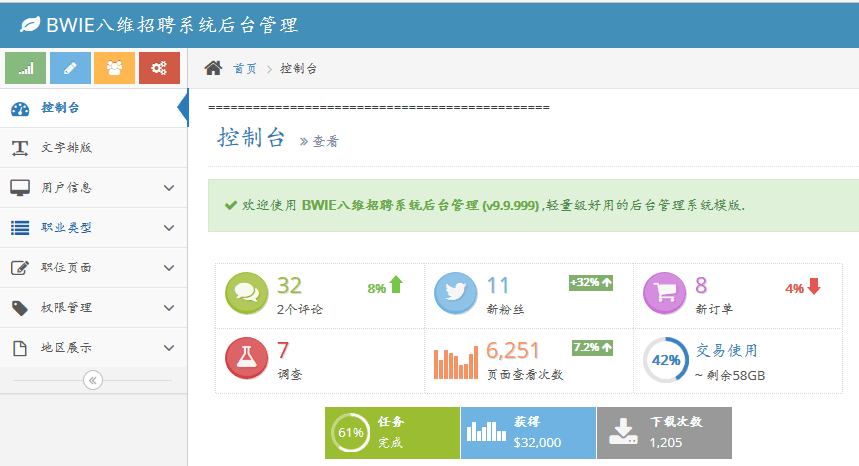 BWIE八维招聘系统后台管理
首页 > 控制台
控制台
文字排版
用户信息
职业类型
职位页面
权限管理
地区展示
==============================================
控制台 » 查看
欢迎使用 BWIE八维招聘系统后台管理 (v9.9.999) ,轻量级好用的后台管理系统模版.
32 8%
2个评论
11 +32%
新粉丝
8 4%
新订单
7
调查
6,251 7.2%
页面查看次数
42% 交易使用
~ 剩余58GB
61% 任务
完成
获得
$32,000
下载次数
1,205